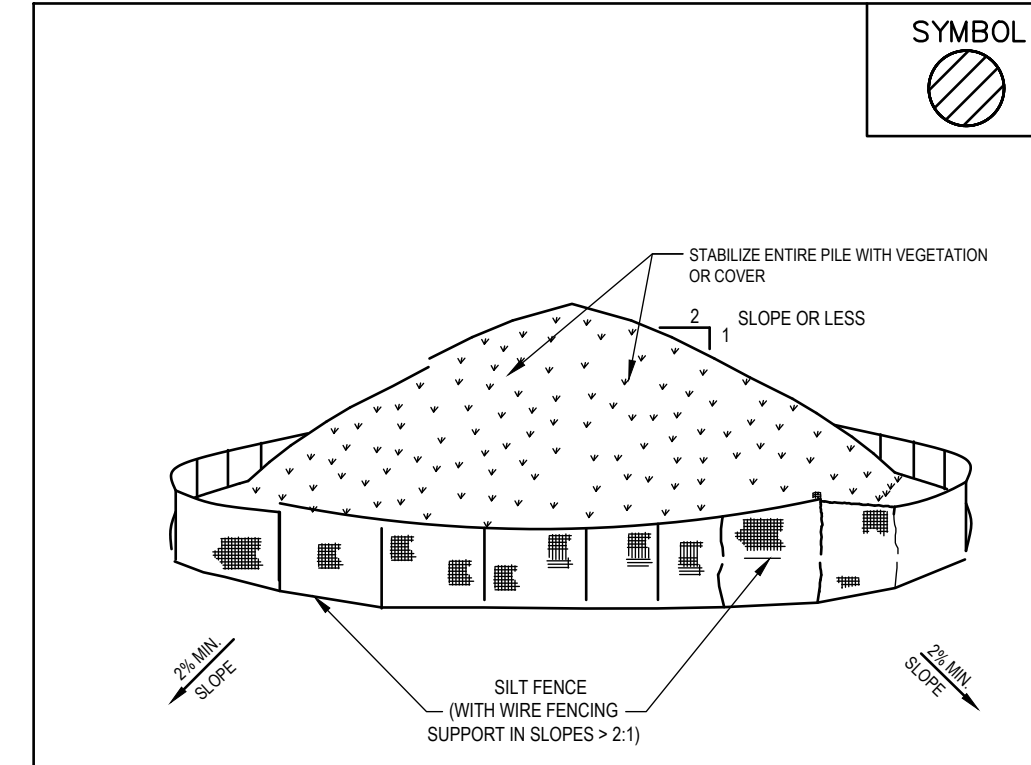 SYMBOL
STABILIZE ENTIRE PILE WITH VEGETATION
OR COVER
2
1
SLOPE OR LESS
2% MIN.
SLOPE
2% MIN.
SLOPE
SILT FENCE
(WITH WIRE FENCING
SUPPORT IN SLOPES > 2:1)